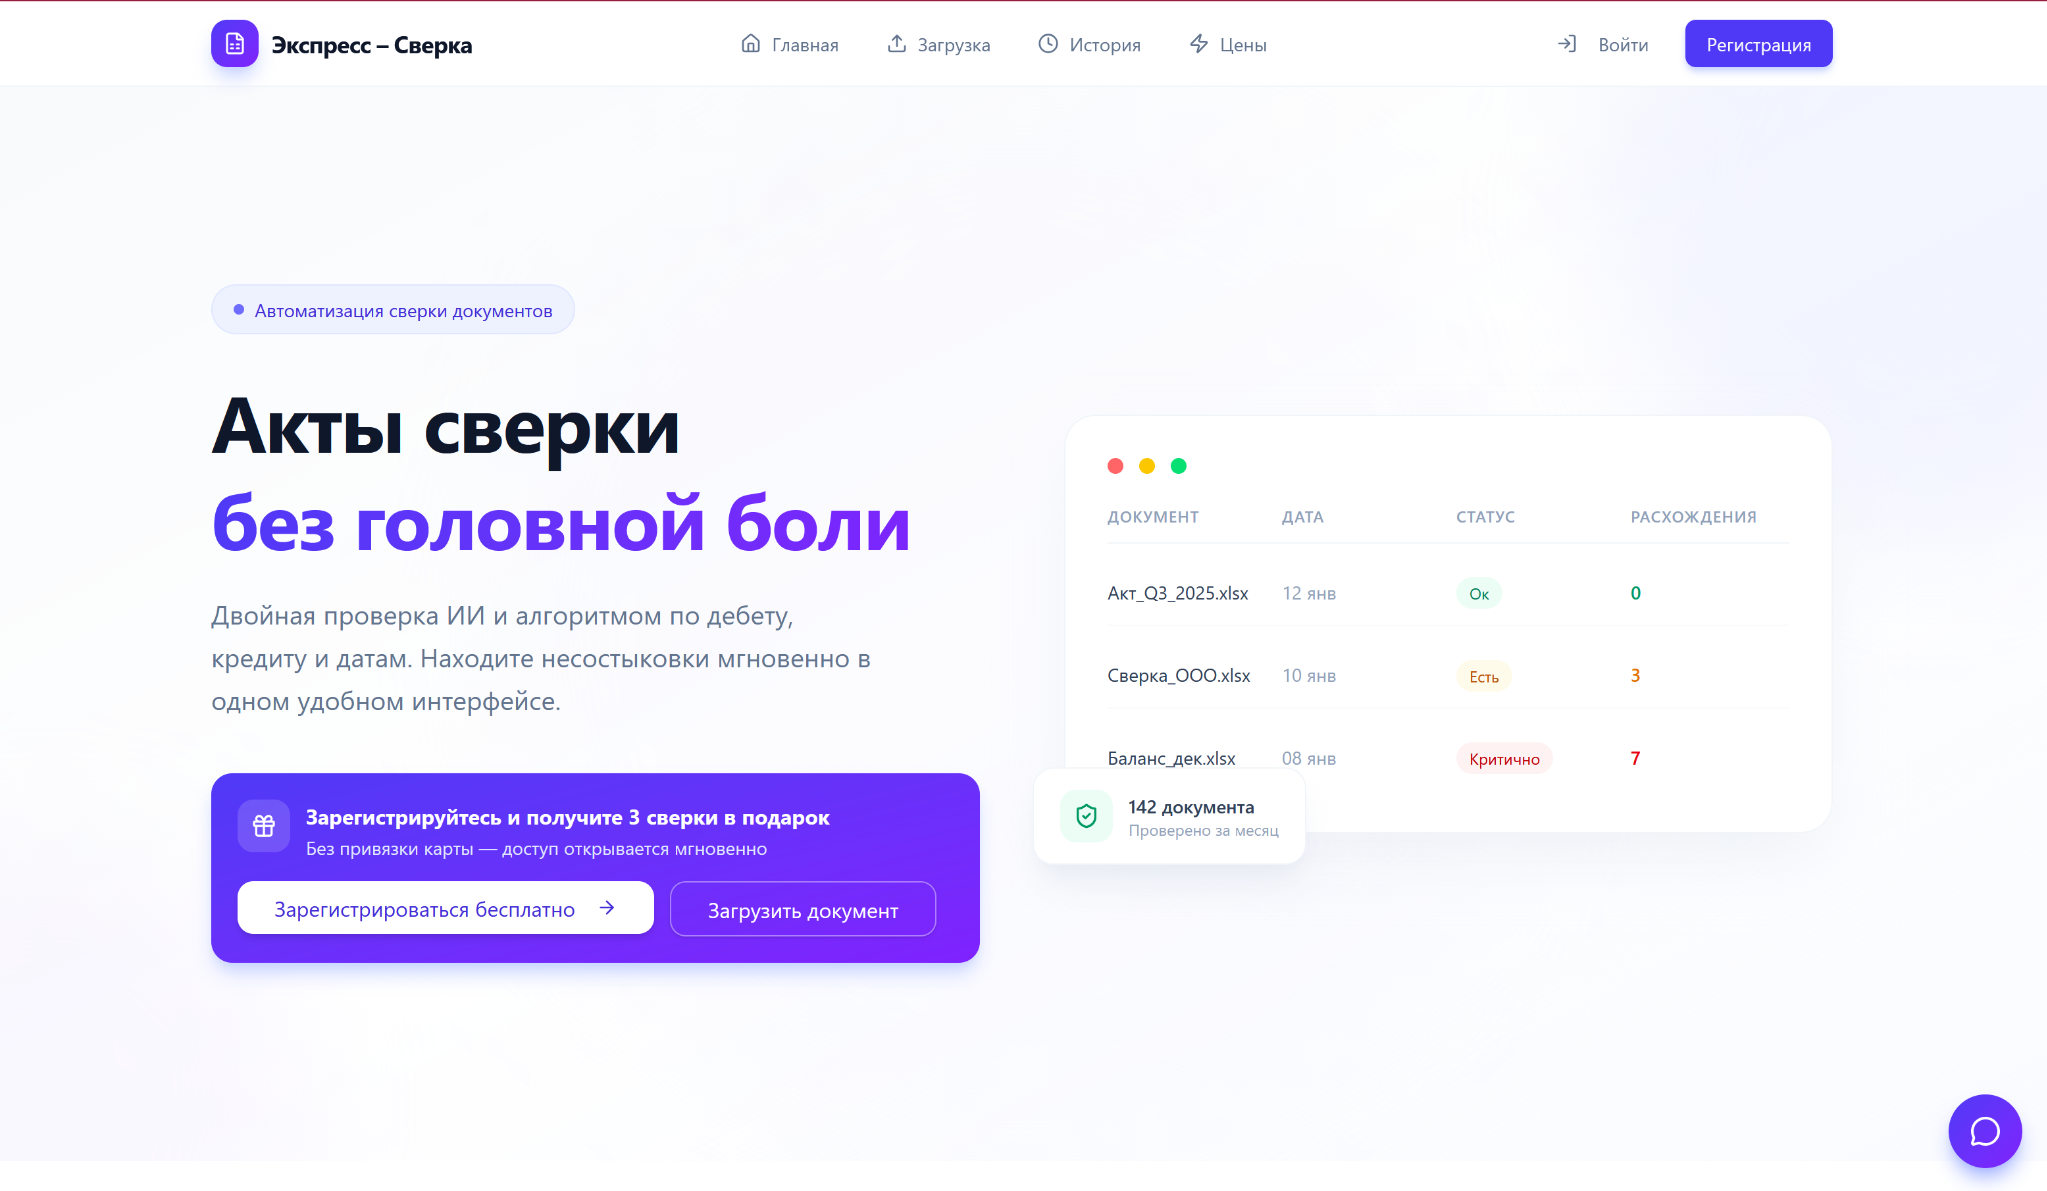 Экспресс – Сверка
Главная
Загрузка
История
Цены
Войти
Регистрация
Автоматизация сверки документов
Акты сверки
без головной боли
Двойная проверка ИИ и алгоритмом по дебету,
кредиту и датам. Находите несостыковки мгновенно в
одном удобном интерфейсе.
Зарегистрируйтесь и получите 3 сверки в подарок
Без привязки карты — доступ открывается мгновенно
Зарегистрироваться бесплатно
Загрузить документ
ДОКУМЕНТ ДАТА СТАТУС РАСХОЖДЕНИЯ
Акт_Q3_2025.xlsx 12 янв Ок 0
Сверка_ООО.xlsx 10 янв Есть 3
Баланс_дек.xlsx 08 янв Критично 7
142 документа
Проверено за месяц